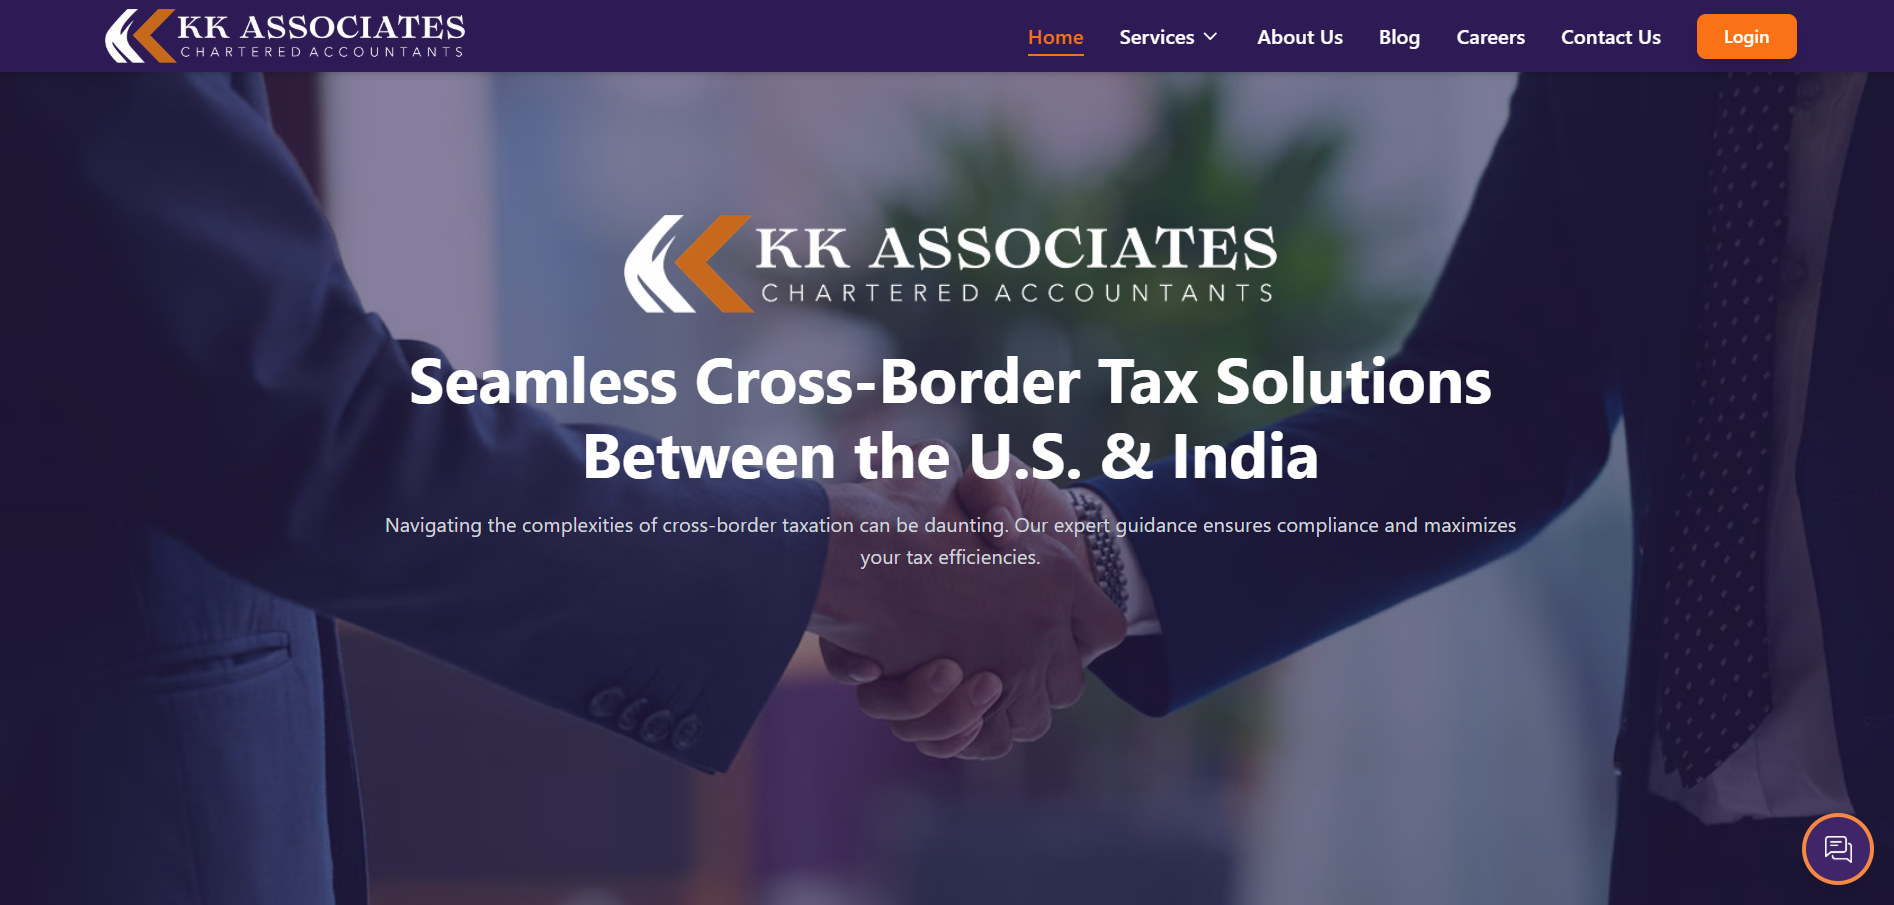 KK ASSOCIATES
CHARTERED ACCOUNTANTS
Home Services About Us Blog Careers Contact Us Login
KK ASSOCIATES
CHARTERED ACCOUNTANTS
Seamless Cross-Border Tax Solutions
Between the U.S. & India
Navigating the complexities of cross-border taxation can be daunting. Our expert guidance ensures compliance and maximizes
your tax efficiencies.